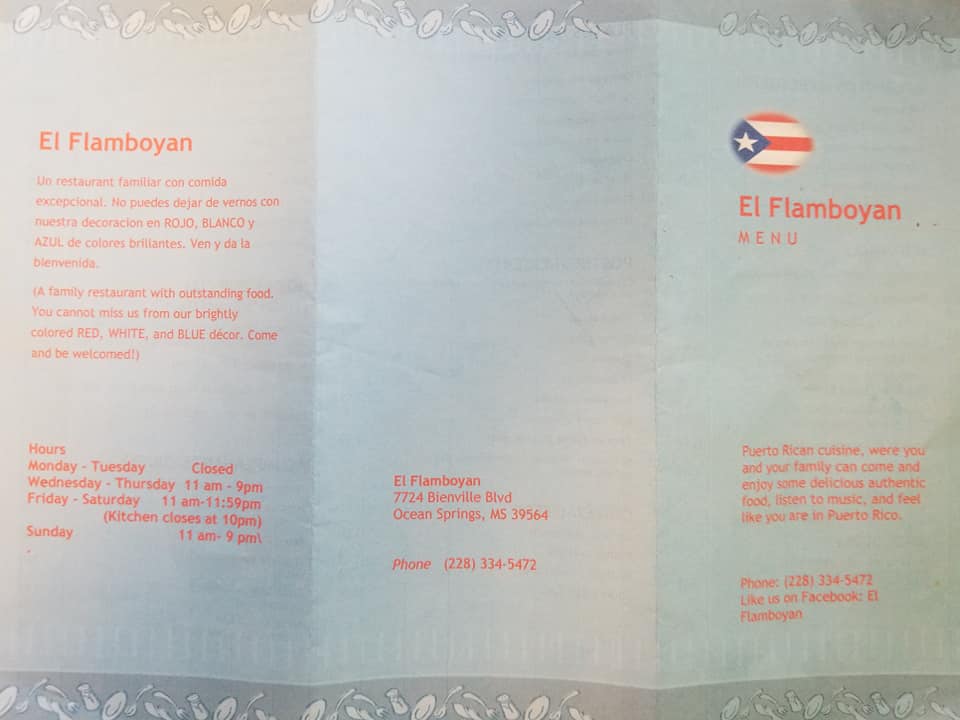 El Flamboyan
Un restaurant familiar con comida
excepcional. No puedes dejar de vernos con
nuestra decoracion en ROJO, BLANCO y
AZUL de colores brillantes. Ven y da la
bienvenida.
(A family restaurant with outstanding food.
You cannot miss us from our brightly
colored RED, WHITE, and BLUE décor. Come
and be welcomed!)
Hours
Monday - Tuesday Closed
Wednesday - Thursday 11 am - 9pm
Friday - Saturday 11 am-11:59pm
(Kitchen closes at 10pm)
Sunday 11 am- 9 pm\
.
El Flamboyan
7724 Bienville Blvd
Ocean Springs, MS 39564
Phone (228) 334-5472
El Flamboyan
MENU
Puerto Rican cuisine, were you
and your family can come and
enjoy some delicious authentic
food, listen to music, and feel
like you are in Puerto Rico.
Phone: (228) 334-5472
Like us on Facebook: El
Flamboyan